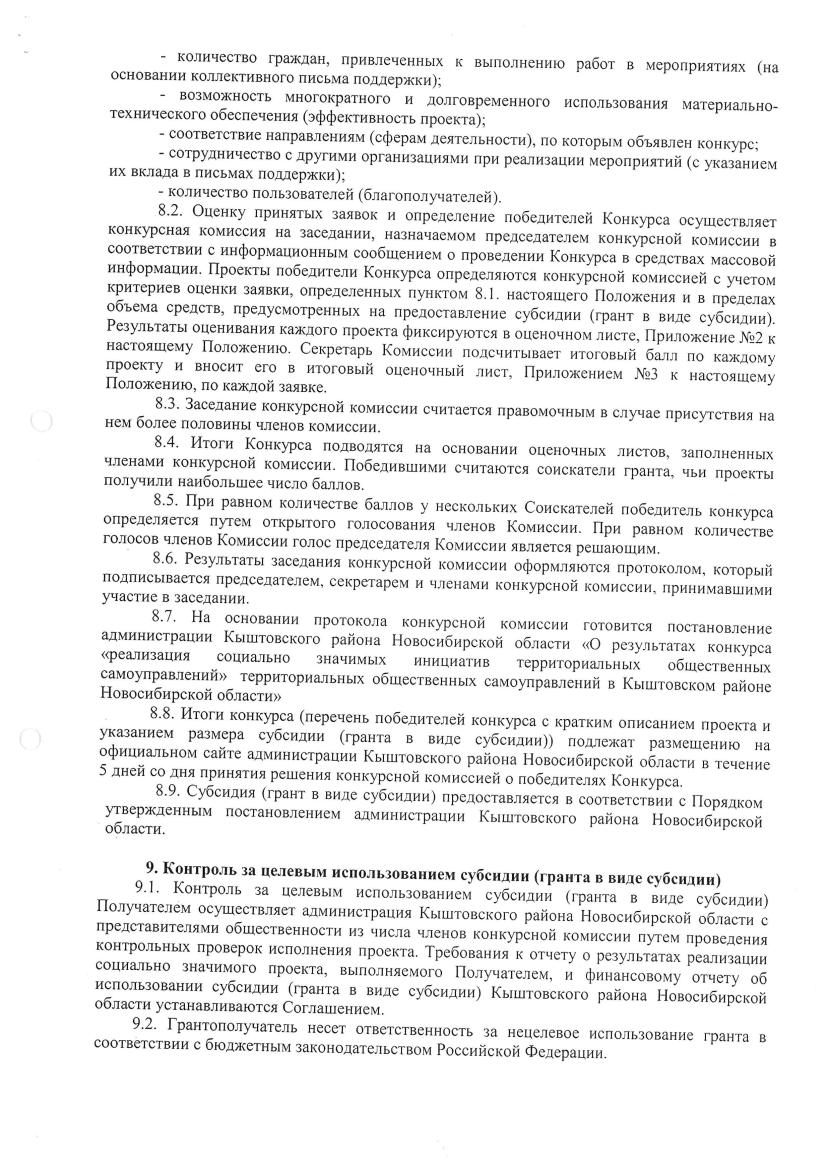 - количество граждан, привлеченных к выполнению работ в мероприятиях (на
основании коллективного письма поддержки);
- возможность многократного и долговременного использования материально-
технического обеспечения (эффективность проекта);
- соответствие направлениям (сферам деятельности), по которым объявлен конкурс;
- сотрудничество с другими организациями при реализации мероприятий (с указанием
их вклада в письмах поддержки);
- количество пользователей (благополучателей).
8.2. Оценку принятых заявок и определение победителей Конкурса осуществляет
конкурсная комиссия на заседании, назначаемом председателем конкурсной комиссии в
соответствии с информационным сообщением о проведении Конкурса в средствах массовой
информации. Проекты победители Конкурса определяются конкурсной комиссией с учетом
критериев оценки заявки, определенных пунктом 8.1. настоящего Положения и в пределах
объема средств, предусмотренных на предоставление субсидии (грант в виде субсидии).
Результаты оценивания каждого проекта фиксируются в оценочном листе, Приложение №2 к
настоящему Положению. Секретарь Комиссии подсчитывает итоговый балл по каждому
проекту и вносит его в итоговый оценочный лист, Приложением №3 к настоящему
Положению, по каждой заявке.
8.3. Заседание конкурсной комиссии считается правомочным в случае присутствия на
нем более половины членов комиссии.
8.4. Итоги Конкурса подводятся на основании оценочных листов, заполненных
членами конкурсной комиссии. Победившими считаются соискатели гранта, чьи проекты
получили наибольшее число баллов.
8.5. При равном количестве баллов у нескольких Соискателей победитель конкурса
определяется путем открытого голосования членов Комиссии. При равном количестве
голосов членов Комиссии голос председателя Комиссии является решающим.
8.6. Результаты заседания конкурсной комиссии оформляются протоколом, который
подписывается председателем, секретарем и членами конкурсной комиссии, принимавшими
участие в заседании.
8.7. На основании протокола конкурсной комиссии готовится постановление
администрации Кыштовского района Новосибирской области «О результатах конкурса
«реализация социально значимых инициатив территориальных общественных
самоуправлений» территориальных общественных самоуправлений в Кыштовском районе
Новосибирской области»
8.8. Итоги конкурса (перечень победителей конкурса с кратким описанием проекта и
указанием размера субсидии (гранта в виде субсидии)) подлежат размещению на
официальном сайте администрации Кыштовского района Новосибирской области в течение
5 дней со дня принятия решения конкурсной комиссией о победителях Конкурса.
8.9. Субсидия (грант в виде субсидии) предоставляется в соответствии с Порядком
утвержденным постановлением администрации Кыштовского района Новосибирской
области.
9. Контроль за целевым использованием субсидии (гранта в виде субсидии)
9.1. Контроль за целевым использованием субсидии (гранта в виде субсидии)
Получателем осуществляет администрация Кыштовского района Новосибирской области с
представителями общественности из числа членов конкурсной комиссии путем проведения
контрольных проверок исполнения проекта. Требования к отчету о результатах реализации
социально значимого проекта, выполняемого Получателем, и финансовому отчету об
использовании субсидии (гранта в виде субсидии) Кыштовского района Новосибирской
области устанавливаются Соглашением.
9.2. Грантополучатель несет ответственность за нецелевое использование гранта в
соответствии с бюджетным законодательством Российской Федерации.